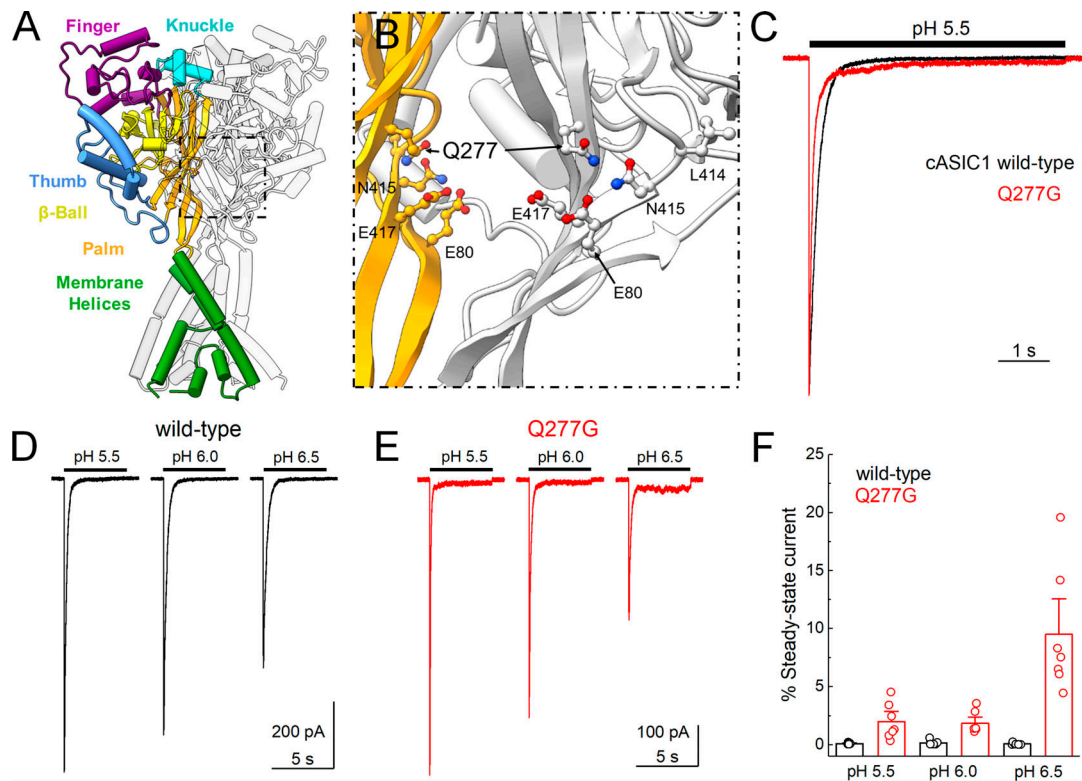 A
Finger
Knuckle
Thumb
β-Ball
Palm
Membrane
Helices
B
Q277
N415
E417
E80
E417
L414
N415
E80
C
pH 5.5
cASIC1 wild-type
Q277G
1 s
D
wild-type
pH 5.5 pH 6.0 pH 6.5
200 pA
5 s
E
Q277G
pH 5.5 pH 6.0 pH 6.5
100 pA
5 s
F
% Steady-state current
25
20
15
10
5
0
wild-type
Q277G
pH 5.5 pH 6.0 pH 6.5